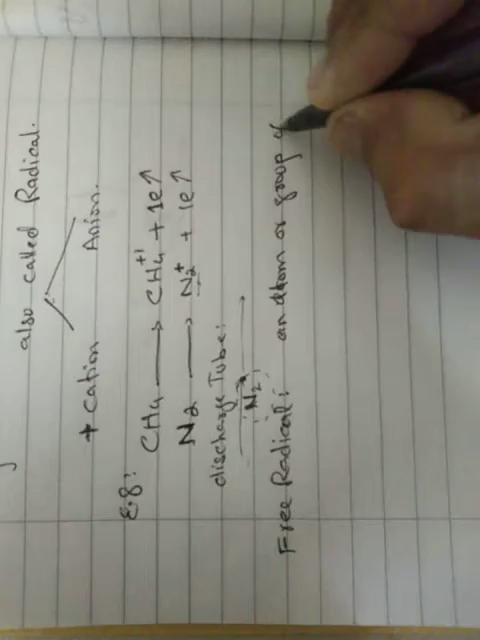 also called Radical.
+ Cation Anion.
E.g:
CH4 ⟶ CH4+1 + 1e↑
N2 ⟶ N2+ + 1e↑
discharge Tube:
N2
Free Radical: an atom or group of